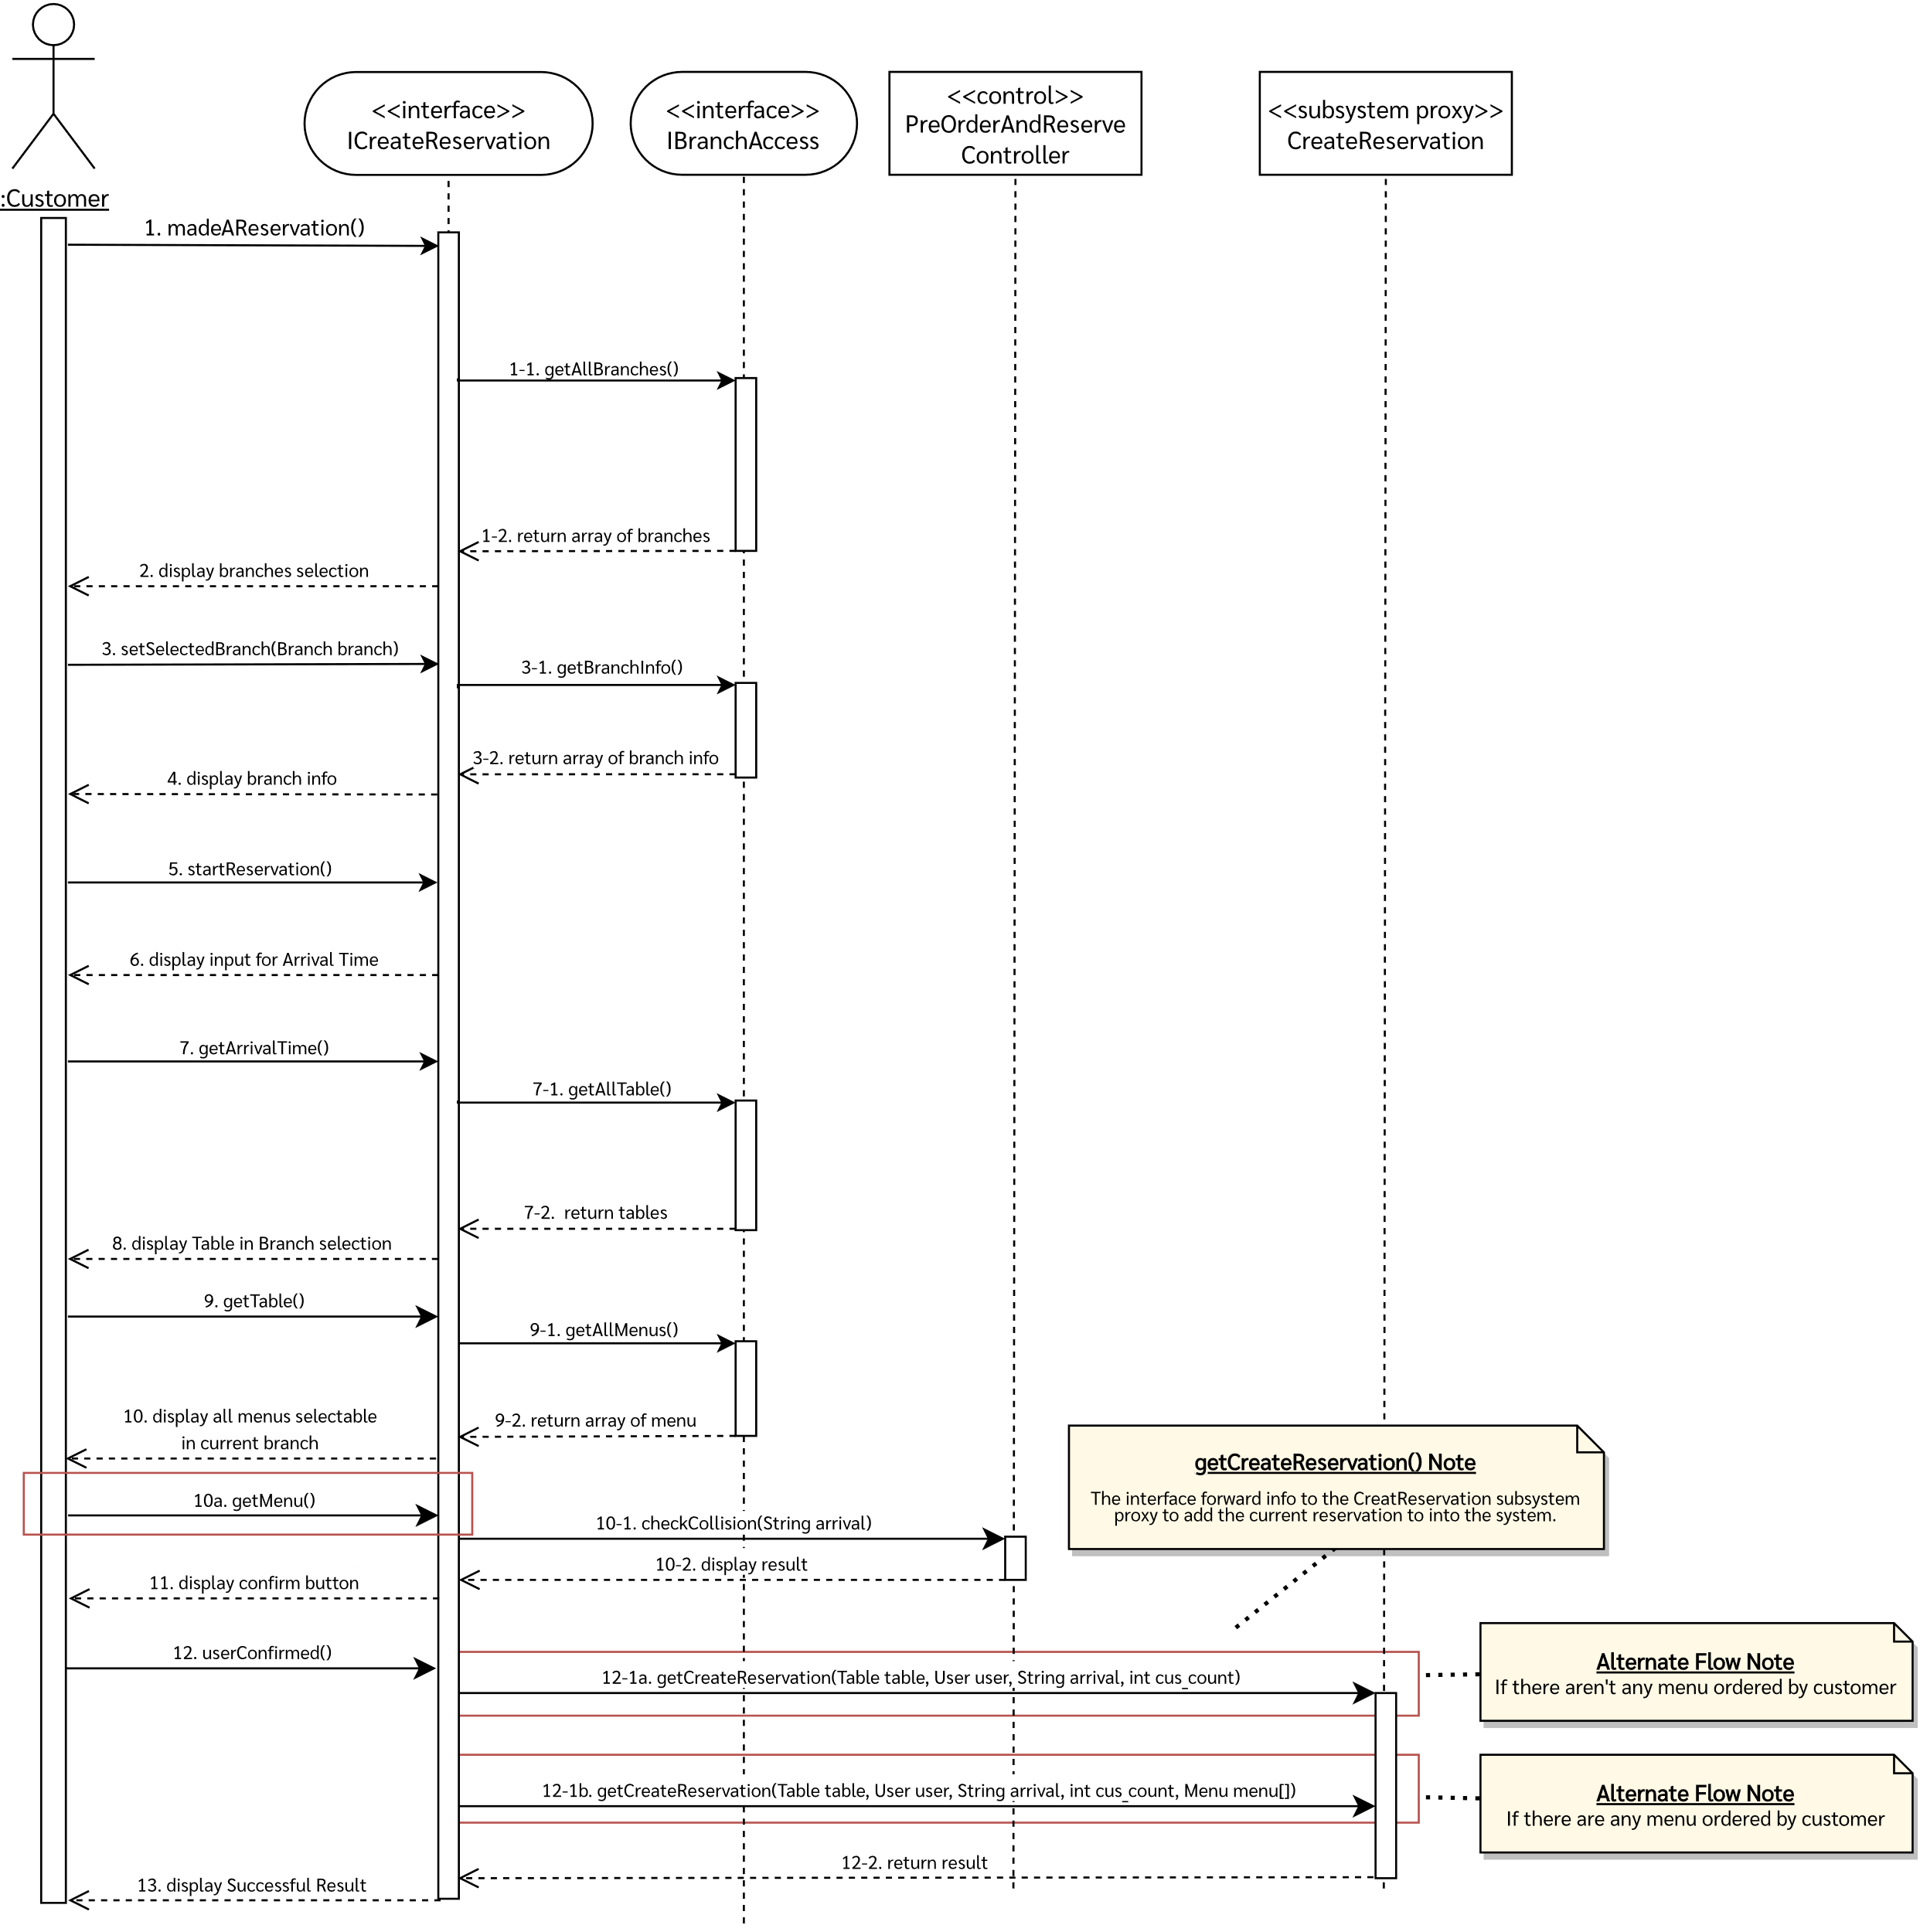 :Customer
<<interface>>
ICreateReservation
<<interface>>
IBranchAccess
<<control>>
PreOrderAndReserve
Controller
<<subsystem proxy>>
CreateReservation
1. madeAReservation()
1-1. getAllBranches()
1-2. return array of branches
2. display branches selection
3. setSelectedBranch(Branch branch)
3-1. getBranchInfo()
3-2. return array of branch info
4. display branch info
5. startReservation()
6. display input for Arrival Time
7. getArrivalTime()
7-1. getAllTable()
7-2.  return tables
8. display Table in Branch selection
9. getTable()
9-1. getAllMenus()
9-2. return array of menu
10. display all menus selectable
in current branch
getCreateReservation() Note
The interface forward info to the CreatReservation subsystem
proxy to add the current reservation to into the system.
10a. getMenu()
10-1. checkCollision(String arrival)
10-2. display result
11. display confirm button
12. userConfirmed()
12-1a. getCreateReservation(Table table, User user, String arrival, int cus_count)
Alternate Flow Note
If there aren't any menu ordered by customer
12-1b. getCreateReservation(Table table, User user, String arrival, int cus_count, Menu menu[])
Alternate Flow Note
If there are any menu ordered by customer
12-2. return result
13. display Successful Result